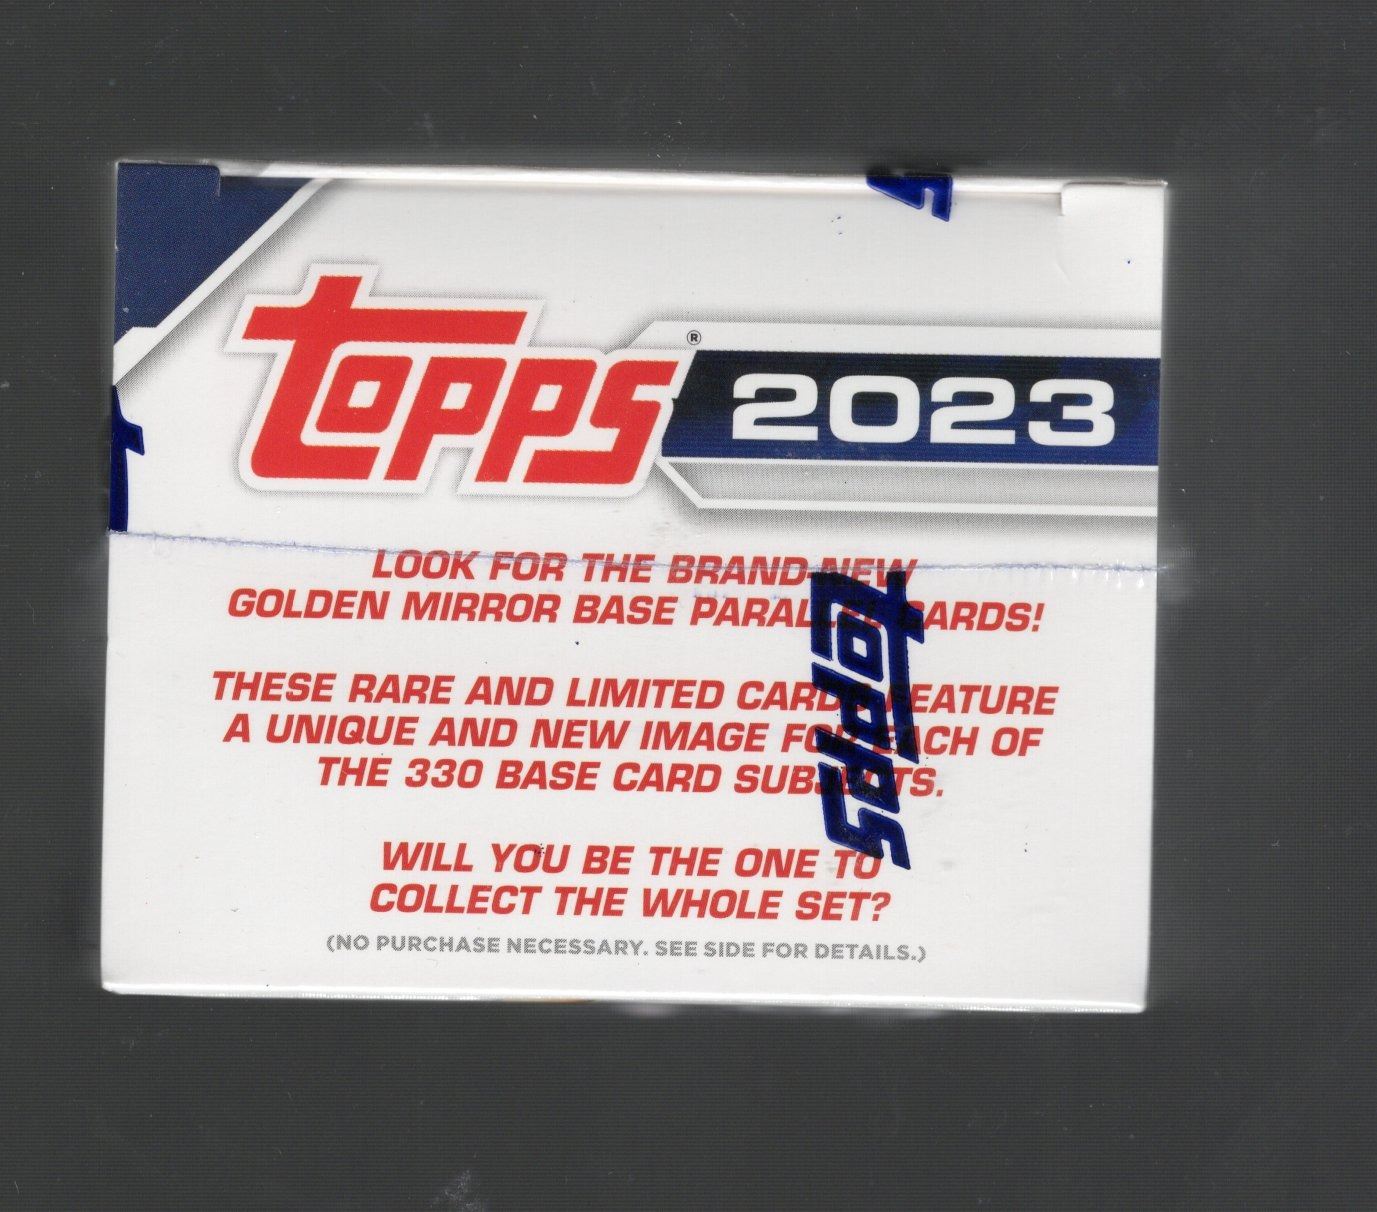 topps® 2023
LOOK FOR THE BRAND-NEW
GOLDEN MIRROR BASE PARALLEL CARDS!
THESE RARE AND LIMITED CARDS FEATURE
A UNIQUE AND NEW IMAGE FOR EACH OF
THE 330 BASE CARD SUBJECTS.
WILL YOU BE THE ONE TO
COLLECT THE WHOLE SET?
(NO PURCHASE NECESSARY. SEE SIDE FOR DETAILS.)
topps